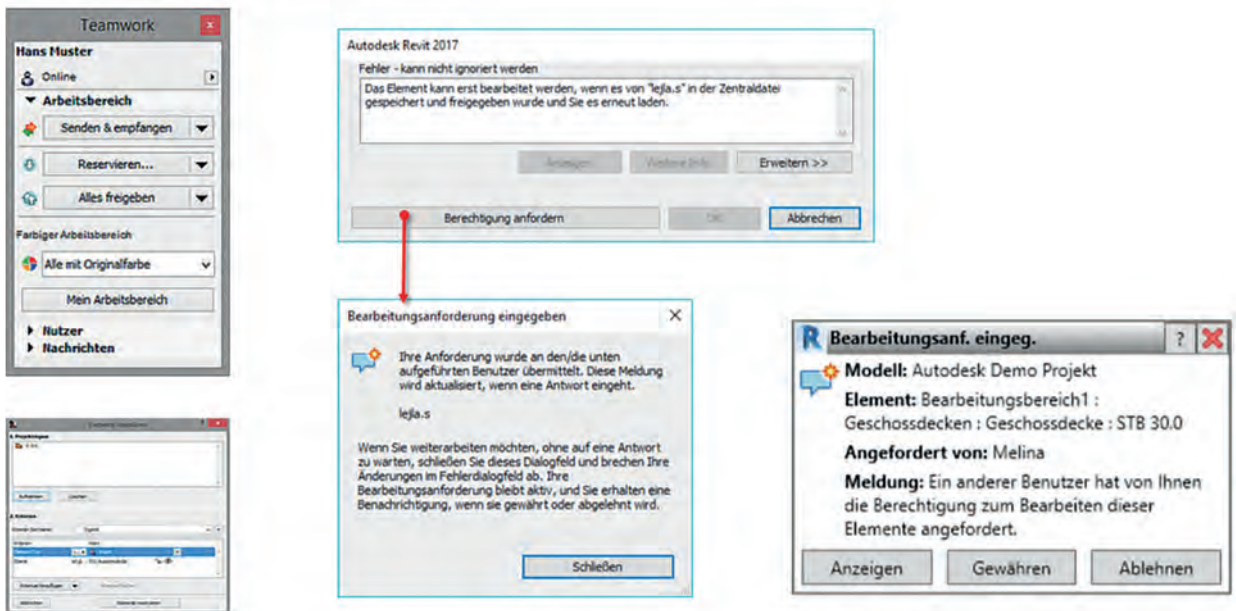 Teamwork
Hans Muster
Online
Arbeitsbereich
Senden & empfangen
Reservieren...
Alles freigeben
Farbiger Arbeitsbereich
Alle mit Originalfarbe
Mein Arbeitsbereich
Nutzer
Nachrichten
Autodesk Revit 2017
Fehler - kann nicht ignoriert werden
Das Element kann erst bearbeitet werden, wenn es von "lejla.s" in der Zentraldatei
gespeichert und freigegeben wurde und Sie es erneut laden.
Anzeigen
Weitere Info
Erweitern >>
Berechtigung anfordern
OK
Abbrechen
Bearbeitungsanforderung eingegeben
Ihre Anforderung wurde an den/die unten
aufgeführten Benutzer übermittelt. Diese Meldung
wird aktualisiert, wenn eine Antwort eingeht.
lejla.s
Wenn Sie weiterarbeiten möchten, ohne auf eine Antwort
zu warten, schließen Sie dieses Dialogfeld und brechen Ihre
Änderungen im Fehlerdialogfeld ab. Ihre
Bearbeitungsanforderung bleibt aktiv, und Sie erhalten eine
Benachrichtigung, wenn sie gewährt oder abgelehnt wird.
Schließen
R Bearbeitungsanf. eingeg.
?
Modell: Autodesk Demo Projekt
Element: Bearbeitungsbereich1 :
Geschossdecken : Geschossdecke : STB 30.0
Angefordert von: Melina
Meldung: Ein anderer Benutzer hat von Ihnen
die Berechtigung zum Bearbeiten dieser
Elemente angefordert.
Anzeigen
Gewähren
Ablehnen